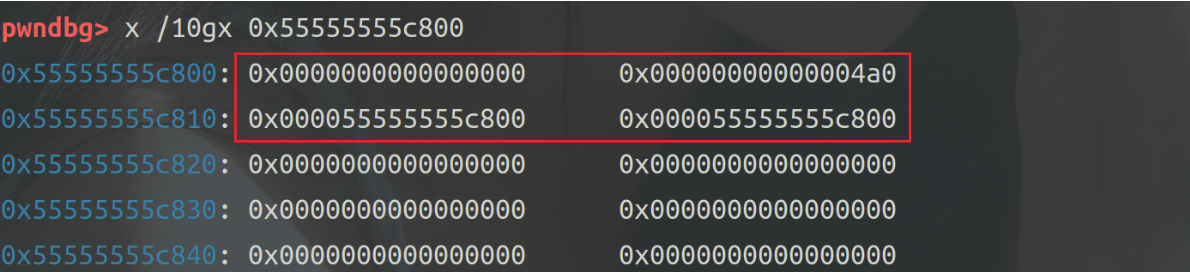 pwndbg> x /10gx 0x55555555c800
0x55555555c800: 0x0000000000000000 0x00000000000004a0
0x55555555c810: 0x000055555555c800 0x000055555555c800
0x55555555c820: 0x0000000000000000 0x0000000000000000
0x55555555c830: 0x0000000000000000 0x0000000000000000
0x55555555c840: 0x0000000000000000 0x0000000000000000